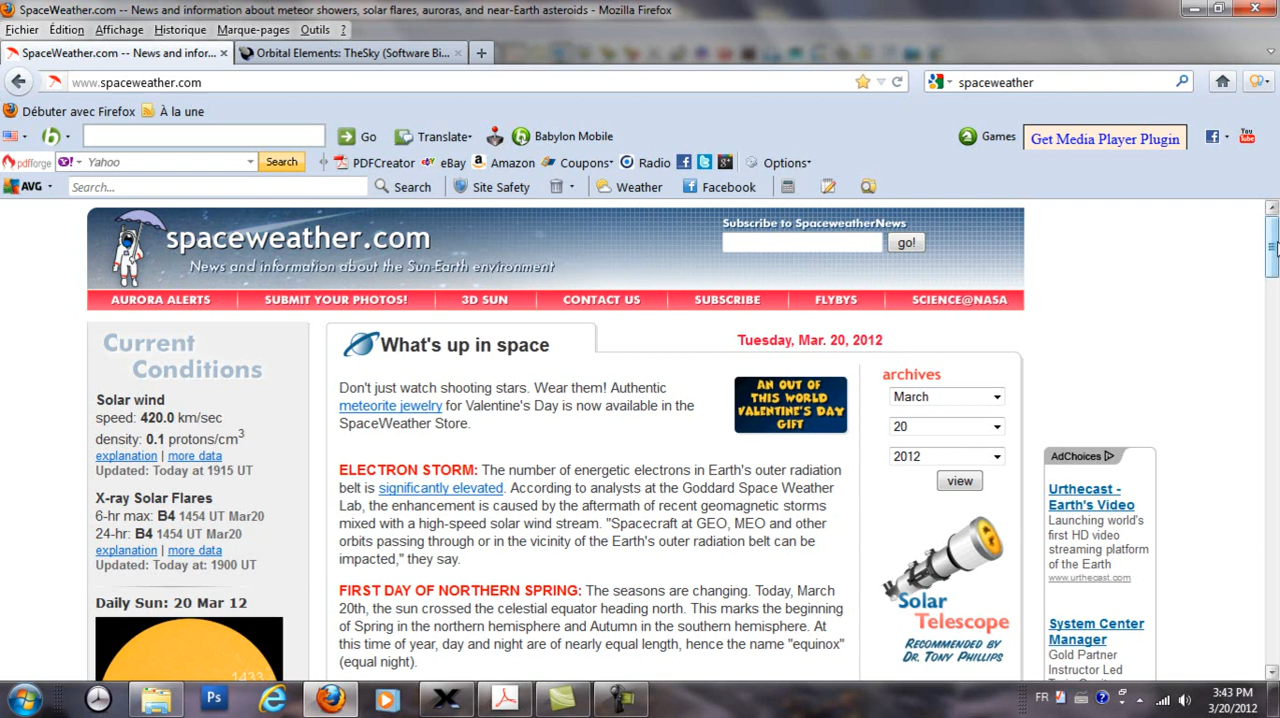 SpaceWeather.com -- News and information about meteor showers, solar flares, auroras, and near-Earth asteroids - Mozilla Firefox
Fichier Édition Affichage Historique Marque-pages Outils ?
SpaceWeather.com -- News and infor... × Orbital Elements: TheSky (Software Bi... × +
www.spaceweather.com
spaceweather
Débuter avec Firefox À la une
Go Translate Babylon Mobile Games Get Media Player Plugin
pdfforge Y! Yahoo Search PDFCreator eBay Amazon Coupons Radio Options
AVG Search... Search Site Safety Weather Facebook
spaceweather.com
News and information about the Sun-Earth environment
Subscribe to SpaceweatherNews
go!
AURORA ALERTS SUBMIT YOUR PHOTOS! 3D SUN CONTACT US SUBSCRIBE FLYBYS SCIENCE@NASA
Current
Conditions
Solar wind
speed: 420.0 km/sec
density: 0.1 protons/cm3
explanation | more data
Updated: Today at 1915 UT
X-ray Solar Flares
6-hr max: B4 1454 UT Mar20
24-hr: B4 1454 UT Mar20
explanation | more data
Updated: Today at: 1900 UT
Daily Sun: 20 Mar 12
1433
What's up in space
Tuesday, Mar. 20, 2012
Don't just watch shooting stars. Wear them! Authentic
meteorite jewelry for Valentine's Day is now available in the
SpaceWeather Store.
AN OUT OF
THIS WORLD
VALENTINE'S DAY
GIFT
ELECTRON STORM: The number of energetic electrons in Earth's outer radiation
belt is significantly elevated. According to analysts at the Goddard Space Weather
Lab, the enhancement is caused by the aftermath of recent geomagnetic storms
mixed with a high-speed solar wind stream. "Spacecraft at GEO, MEO and other
orbits passing through or in the vicinity of the Earth's outer radiation belt can be
impacted," they say.
FIRST DAY OF NORTHERN SPRING: The seasons are changing. Today, March
20th, the sun crossed the celestial equator heading north. This marks the beginning
of Spring in the northern hemisphere and Autumn in the southern hemisphere. At
this time of year, day and night are of nearly equal length, hence the name "equinox"
(equal night).
archives
March
20
2012
view
Solar
Telescope
RECOMMENDED BY
DR. TONY PHILLIPS
AdChoices
Urthecast -
Earth's Video
Launching world's
first HD video
streaming platform
of the Earth
www.urthecast.com
System Center
Manager
Gold Partner
Instructor Led
Ps
FR
3:43 PM
3/20/2012